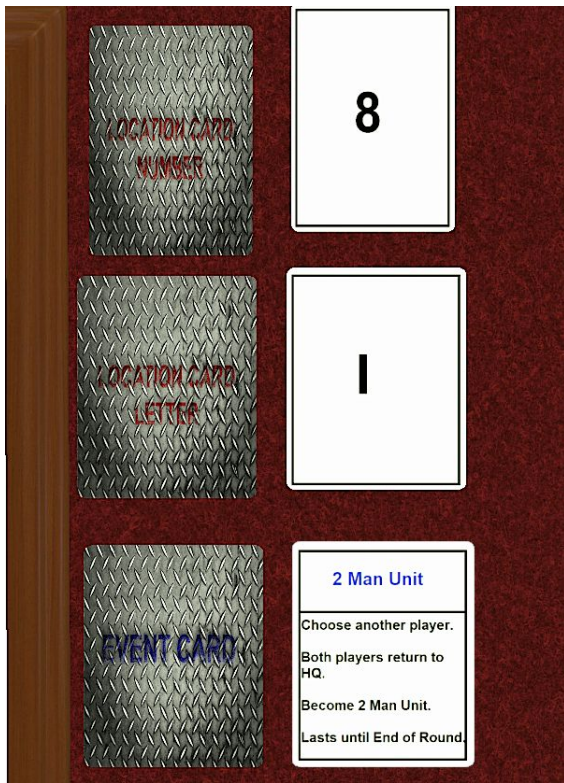 LOCATION CARD
NUMBER
8
LOCATION CARD
LETTER
I
EVENT CARD
2 Man Unit
Choose another player.
Both players return to
HQ.
Become 2 Man Unit.
Lasts until End of Round.